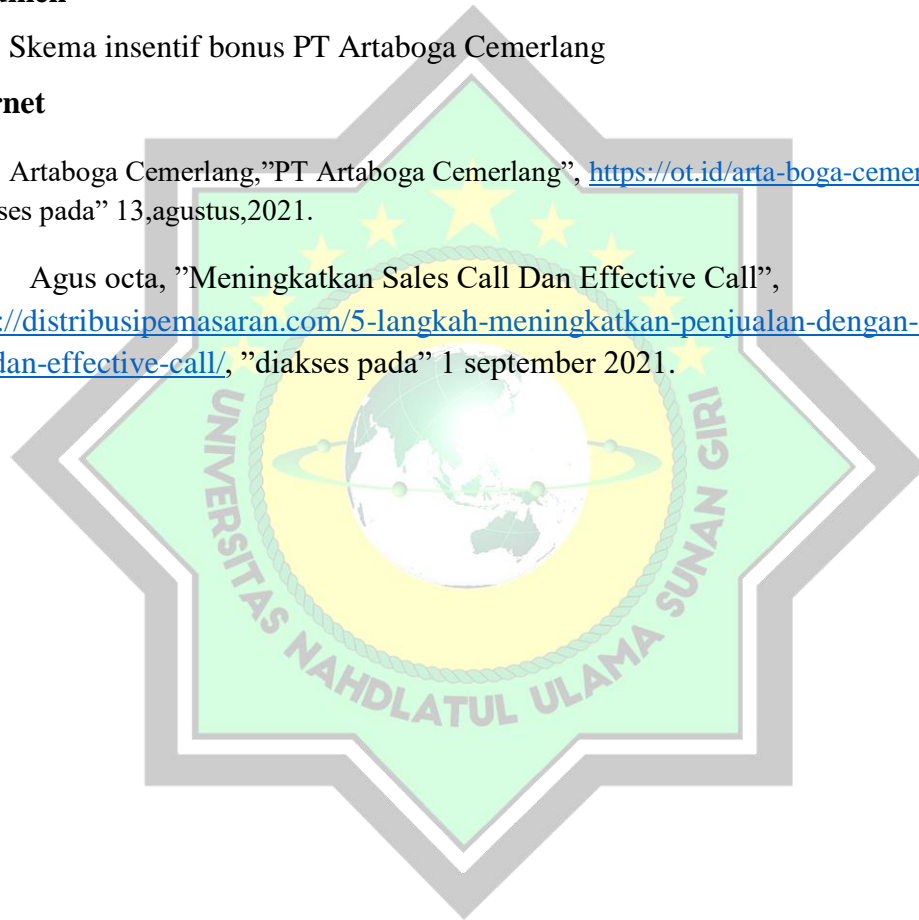 Skema insentif bonus PT Artaboga Cemerlang
Artaboga Cemerlang,”PT Artaboga Cemerlang”, https://ot.id/arta-boga-cemer
ses pada” 13,agustus,2021.
Agus octa, ”Meningkatkan Sales Call Dan Effective Call”,
://distribusipemasaran.com/5-langkah-meningkatkan-penjualan-dengan-
dan-effective-call/, ”diakses pada” 1 september 2021.
UNIVERSITAS NAHDLATUL ULAMA SUNAN GIRI